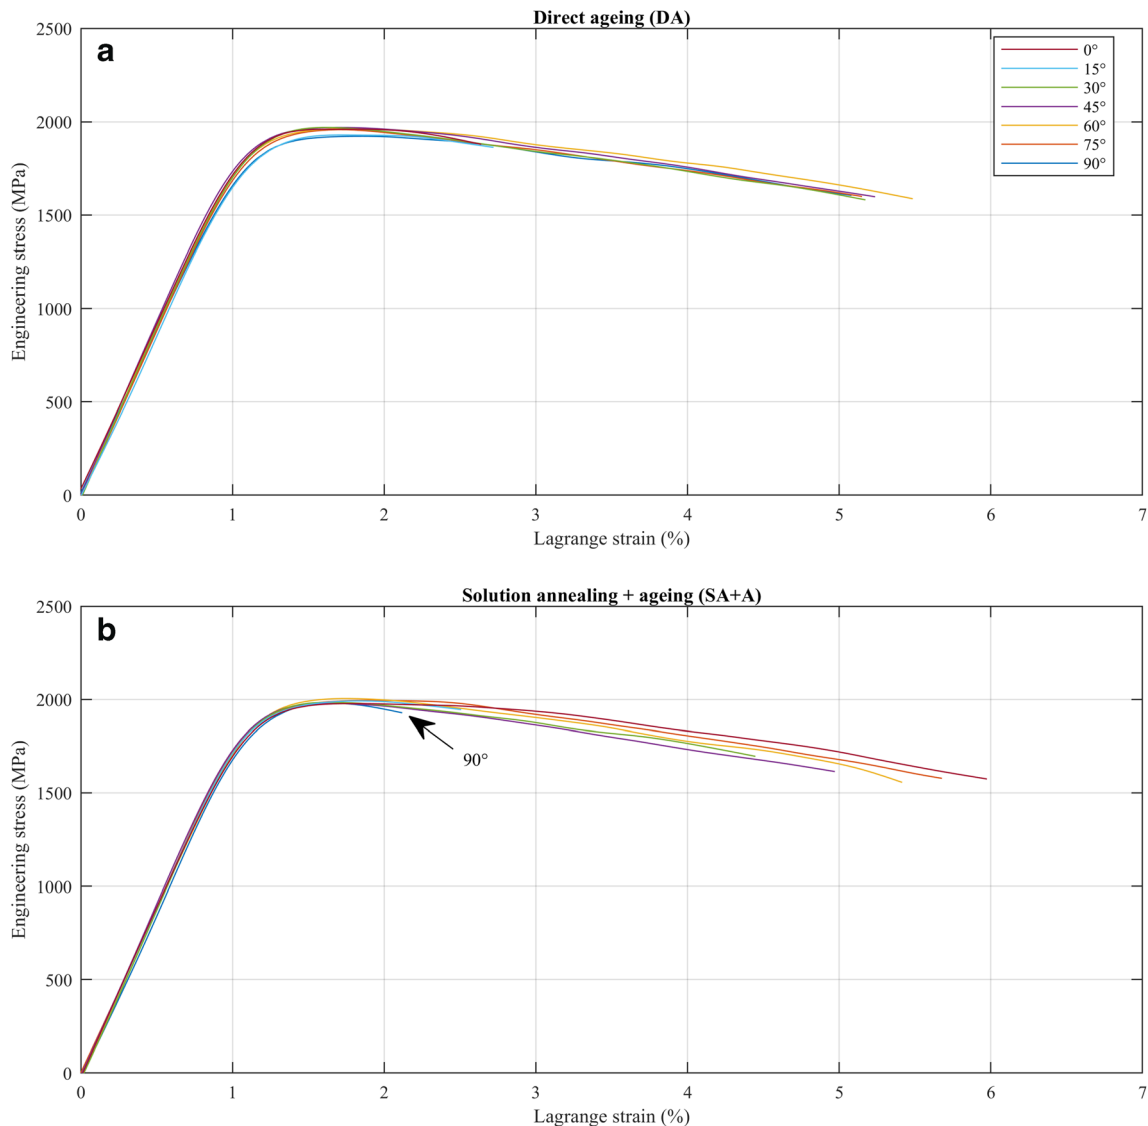 Direct ageing (DA)
a
2500
2000
1500
1000
500
0
Engineering stress (MPa)
0 1 2 3 4 5 6 7
Lagrange strain (%)
0°
15°
30°
45°
60°
75°
90°
Solution annealing + ageing (SA+A)
b
2500
2000
1500
1000
500
0
Engineering stress (MPa)
90°
0 1 2 3 4 5 6 7
Lagrange strain (%)